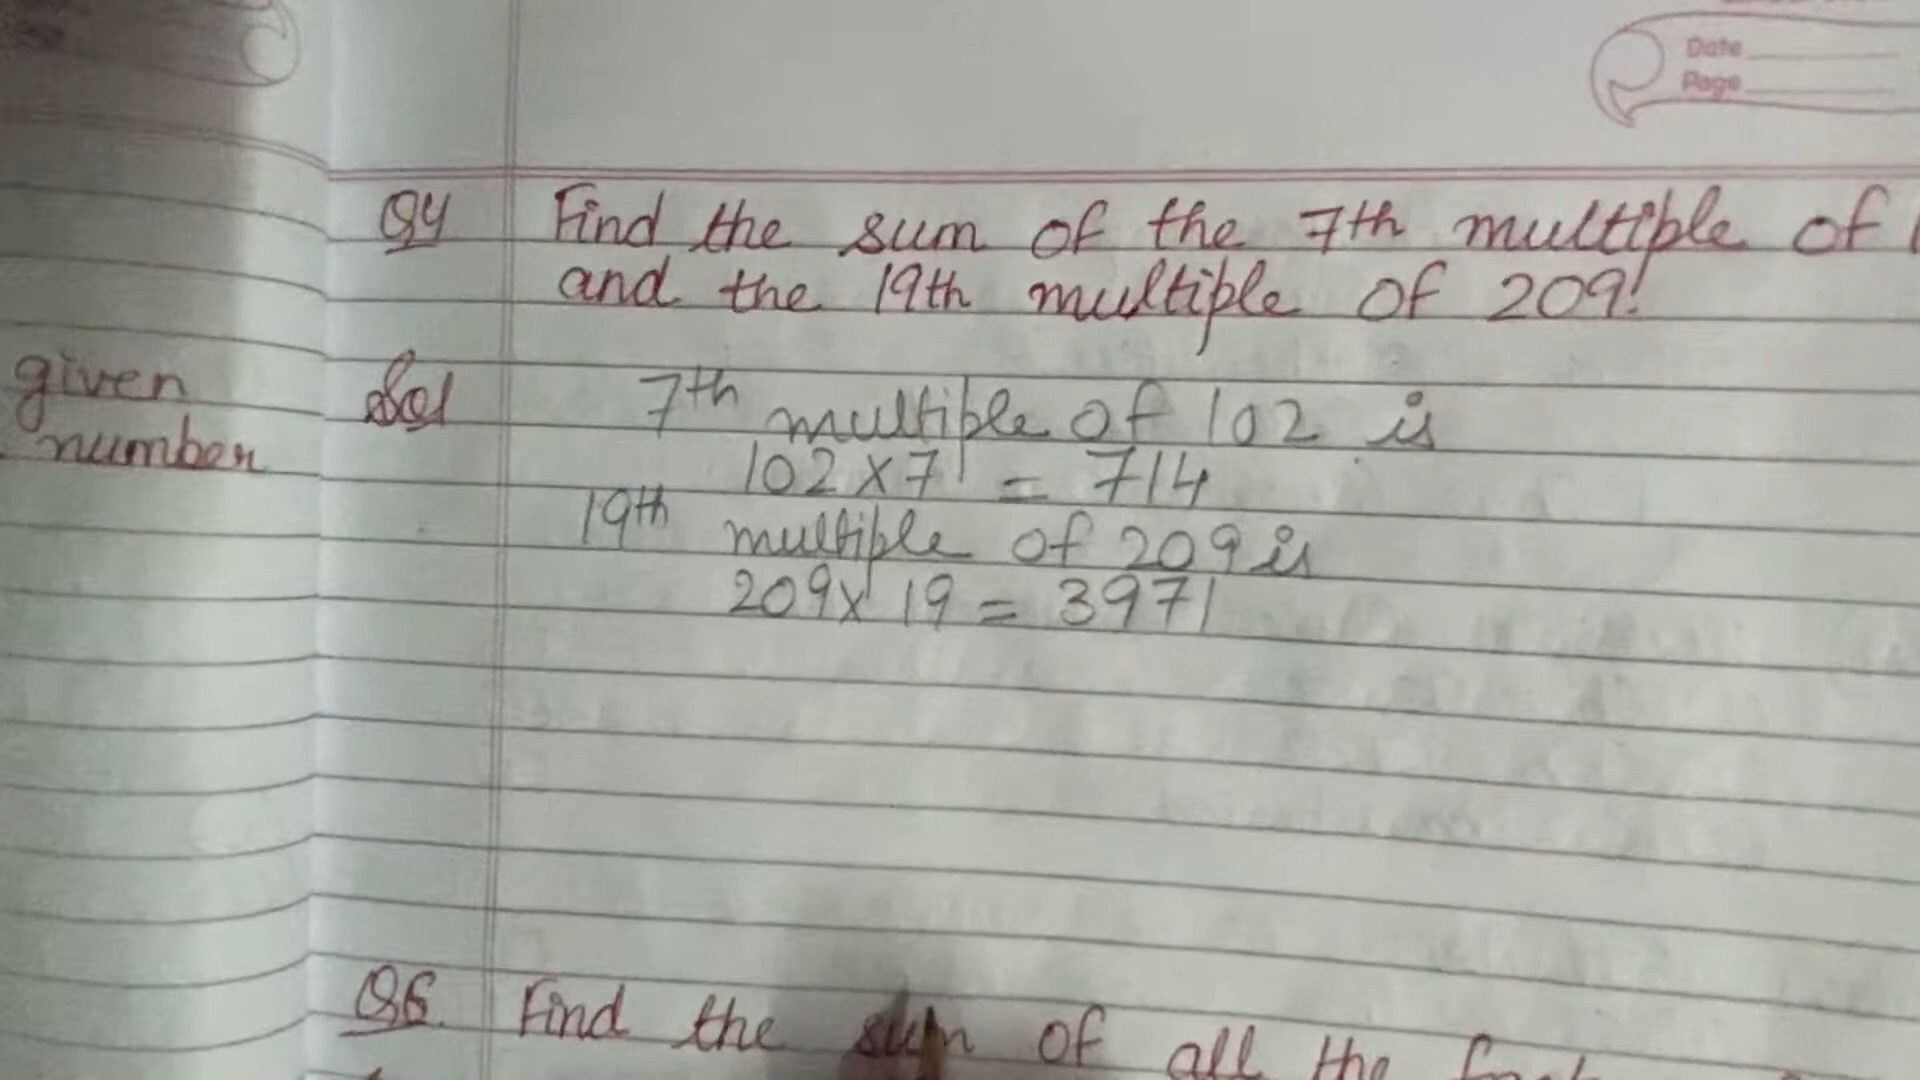 Date
Page
Q4 Find the sum of the 7th multiple of
and the 19th multiple of 209!
given
number
Sol 7th multiple of 102 is
102 x 7 = 714
19th multiple of 209 is
209 x 19 = 3971
Q6. Find the sum of all the